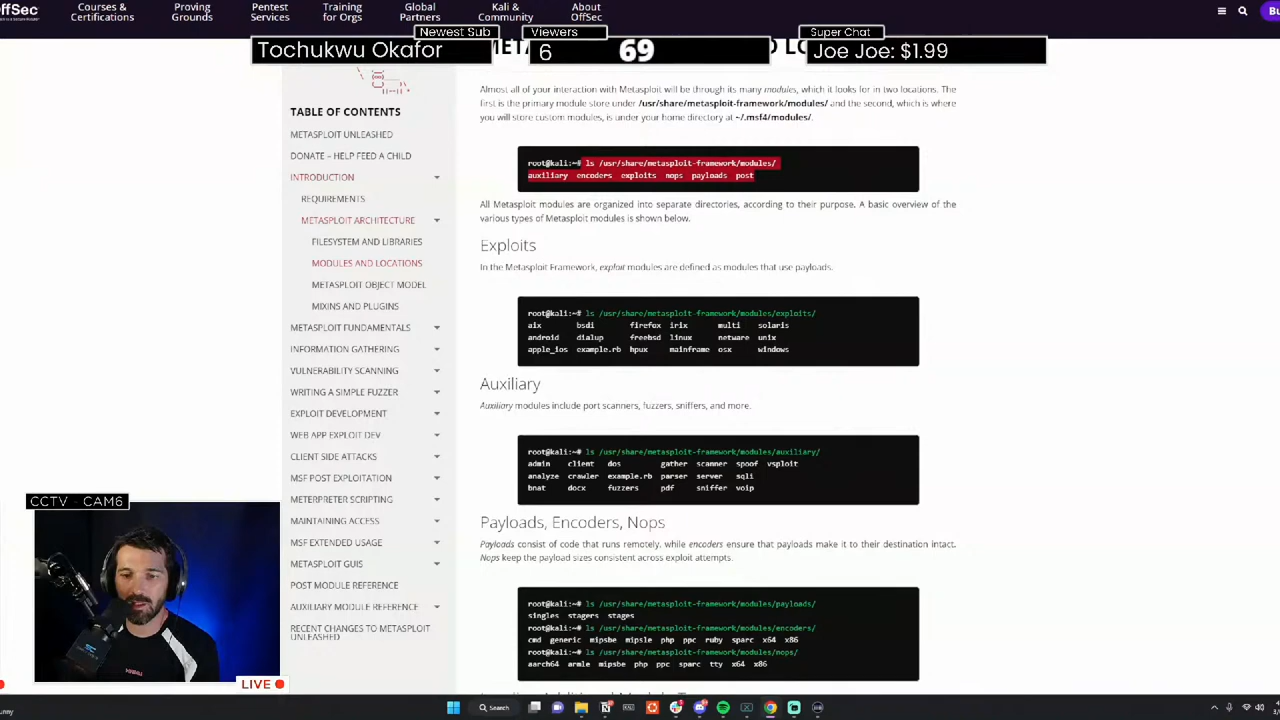 OffSec
Courses &
Certifications
Proving
Grounds
Pentest
Services
Training
for Orgs
Global
Partners
Kali &
Community
About
OffSec
Newest Sub
Tochukwu Okafor
Viewers
6
69
Super Chat
Joe Joe: $1.99
Almost all of your interaction with Metasploit will be through its many modules, which it looks for in two locations. The
first is the primary module store under /usr/share/metasploit-framework/modules/ and the second, which is where
you will store custom modules, is under your home directory at ~/.msf4/modules/.
root@kali:~# ls /usr/share/metasploit-framework/modules/
auxiliary encoders exploits nops payloads post
All Metasploit modules are organized into separate directories, according to their purpose. A basic overview of the
various types of Metasploit modules is shown below.
Exploits
In the Metasploit Framework, exploit modules are defined as modules that use payloads.
root@kali:~# ls /usr/share/metasploit-framework/modules/exploits/
aix bsdi firefox irix multi solaris
android dialup freebsd linux netware unix
apple_ios example.rb hpux mainframe osx windows
Auxiliary
Auxiliary modules include port scanners, fuzzers, sniffers, and more.
root@kali:~# ls /usr/share/metasploit-framework/modules/auxiliary/
admin client dos gather scanner spoof vsploit
analyze crawler example.rb parser server sqli
bnat docx fuzzers pdf sniffer voip
Payloads, Encoders, Nops
Payloads consist of code that runs remotely, while encoders ensure that payloads make it to their destination intact.
Nops keep the payload sizes consistent across exploit attempts.
root@kali:~# ls /usr/share/metasploit-framework/modules/payloads/
singles stagers stages
root@kali:~# ls /usr/share/metasploit-framework/modules/encoders/
cmd generic mipsbe mipsle php ppc ruby sparc x64 x86
root@kali:~# ls /usr/share/metasploit-framework/modules/nops/
aarch64 armle mipsbe php ppc sparc tty x64 x86
TABLE OF CONTENTS
METASPLOIT UNLEASHED
DONATE – HELP FEED A CHILD
INTRODUCTION
REQUIREMENTS
METASPLOIT ARCHITECTURE
FILESYSTEM AND LIBRARIES
MODULES AND LOCATIONS
METASPLOIT OBJECT MODEL
MIXINS AND PLUGINS
METASPLOIT FUNDAMENTALS
INFORMATION GATHERING
VULNERABILITY SCANNING
WRITING A SIMPLE FUZZER
EXPLOIT DEVELOPMENT
WEB APP EXPLOIT DEV
CLIENT SIDE ATTACKS
MSF POST EXPLOITATION
METERPRETER SCRIPTING
MAINTAINING ACCESS
MSF EXTENDED USAGE
METASPLOIT GUIS
POST MODULE REFERENCE
AUXILIARY MODULE REFERENCE
RECENT CHANGES TO METASPLOIT
UNLEASHED
CCTV - CAM6
LIVE
Search